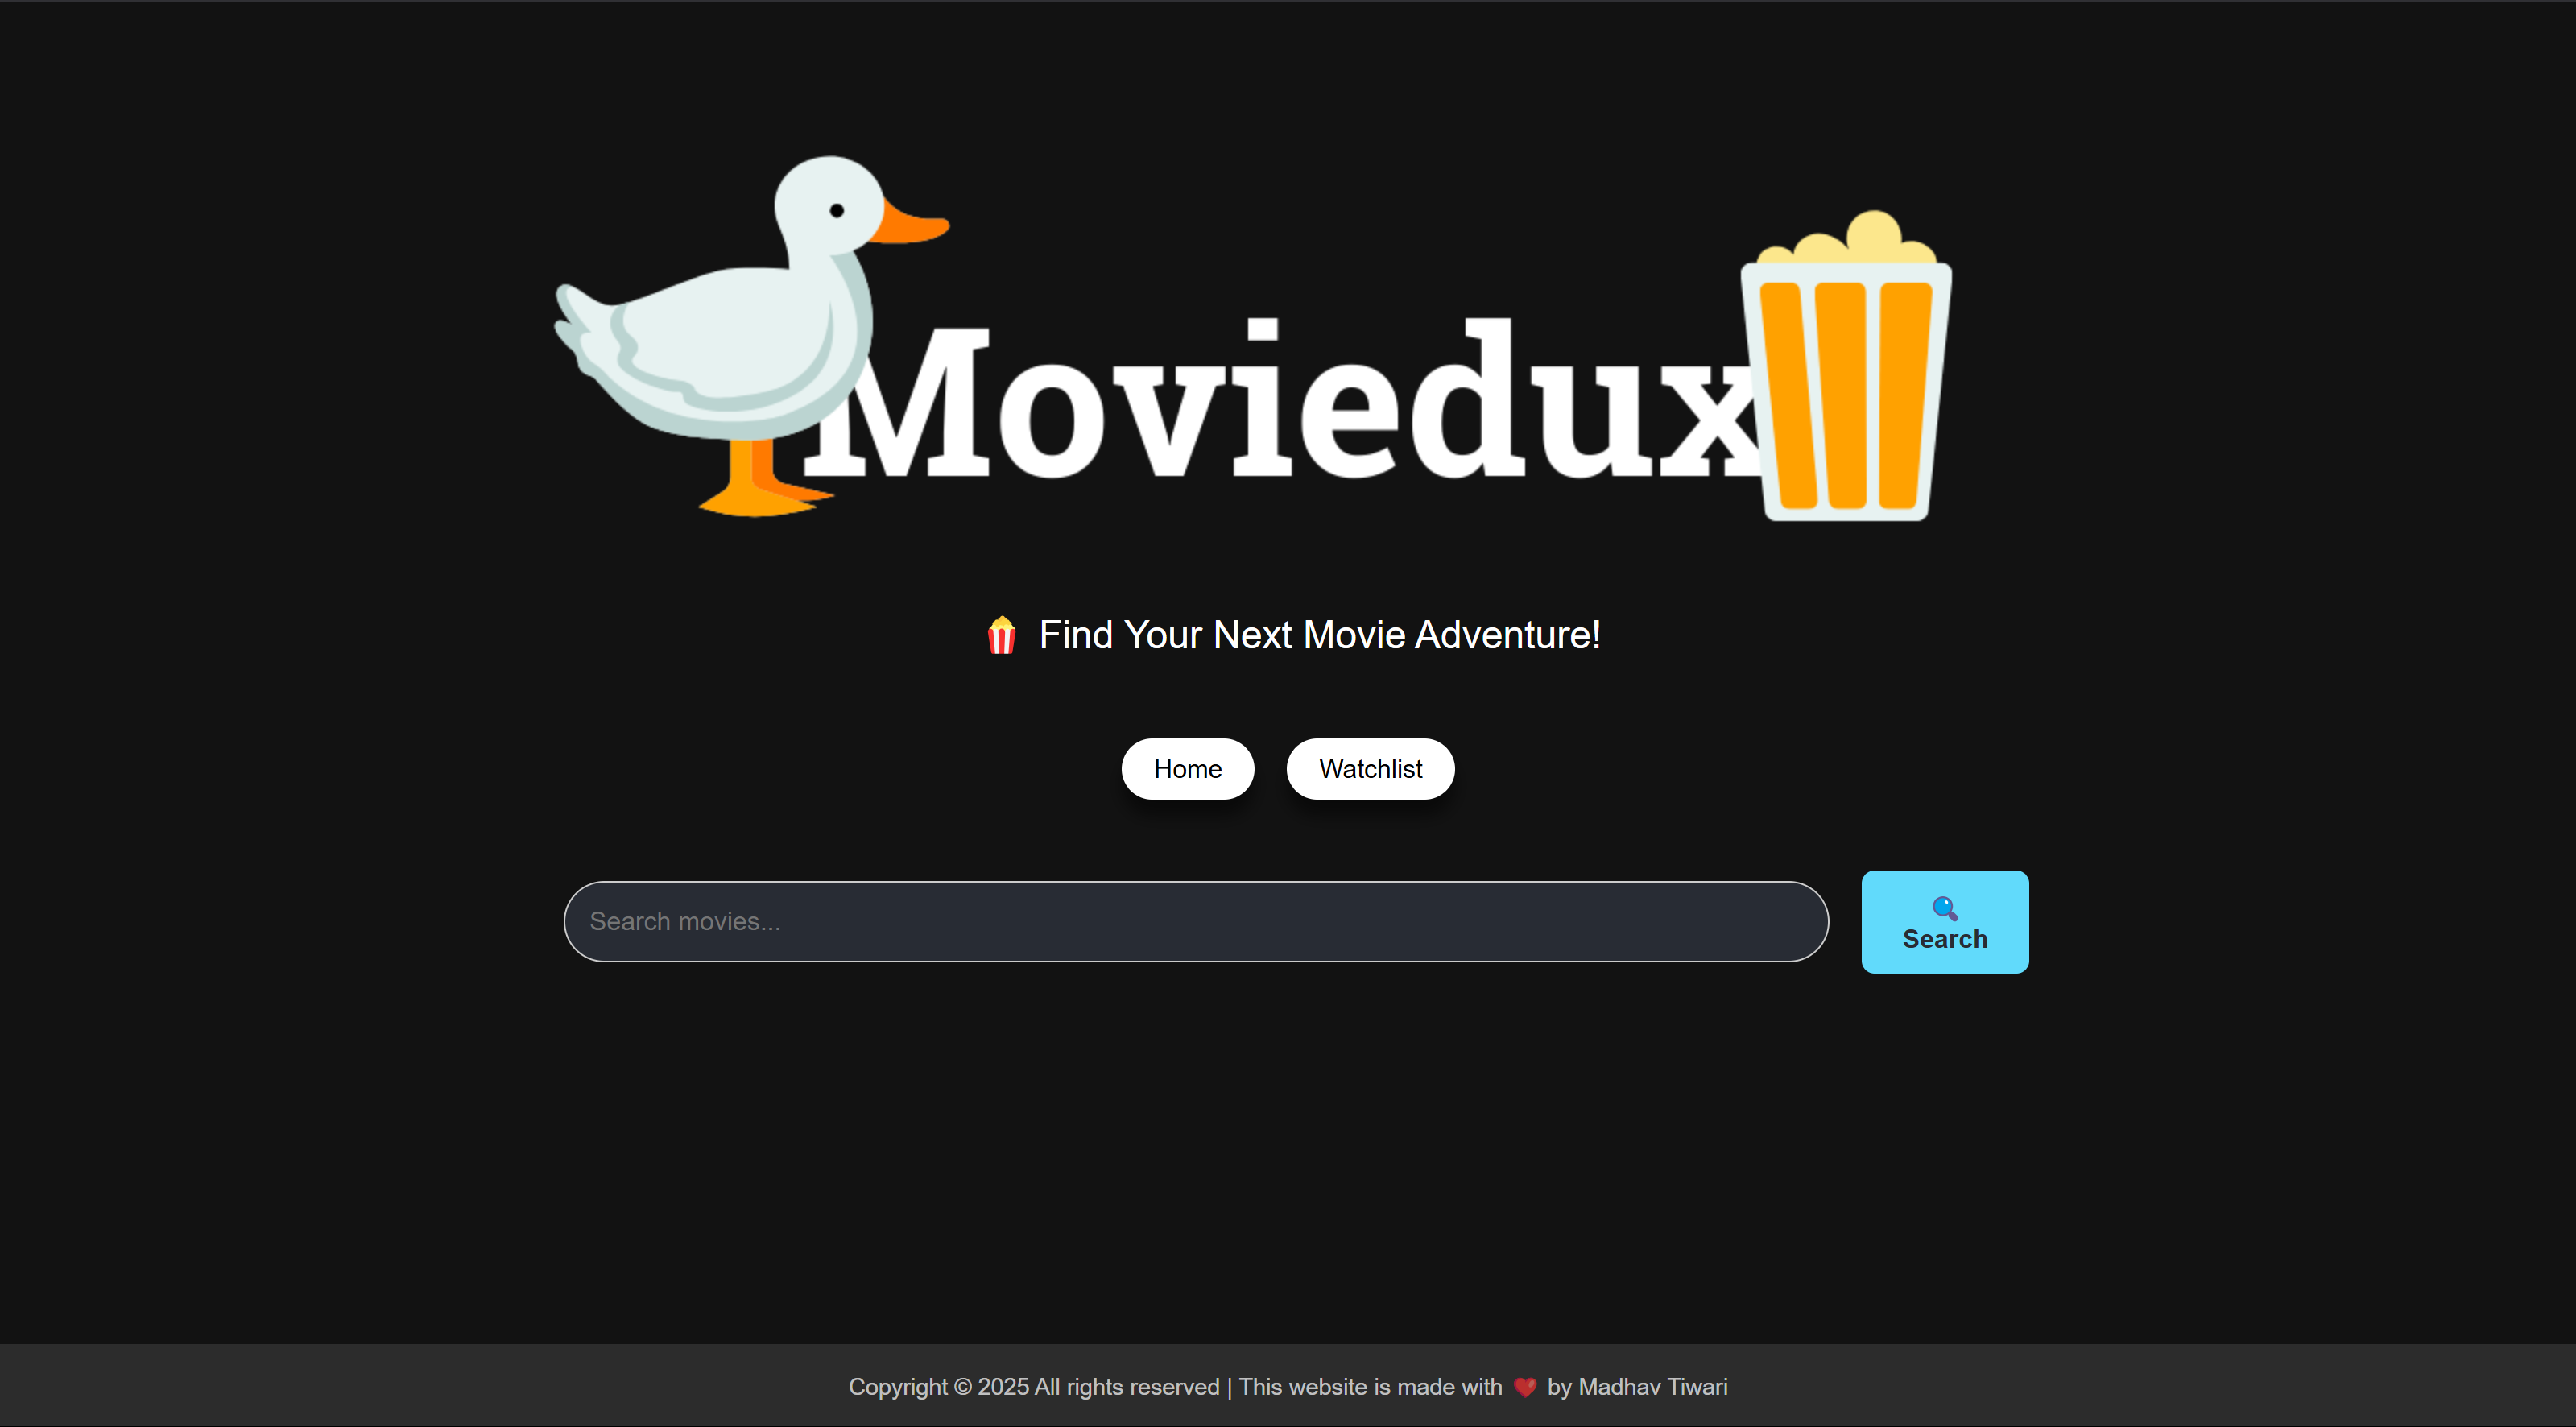 Moviedux
🍿 Find Your Next Movie Adventure!
Home
Watchlist
Search movies...
🔍
Search
Copyright © 2025 All rights reserved | This website is made with ❤️ by Madhav Tiwari